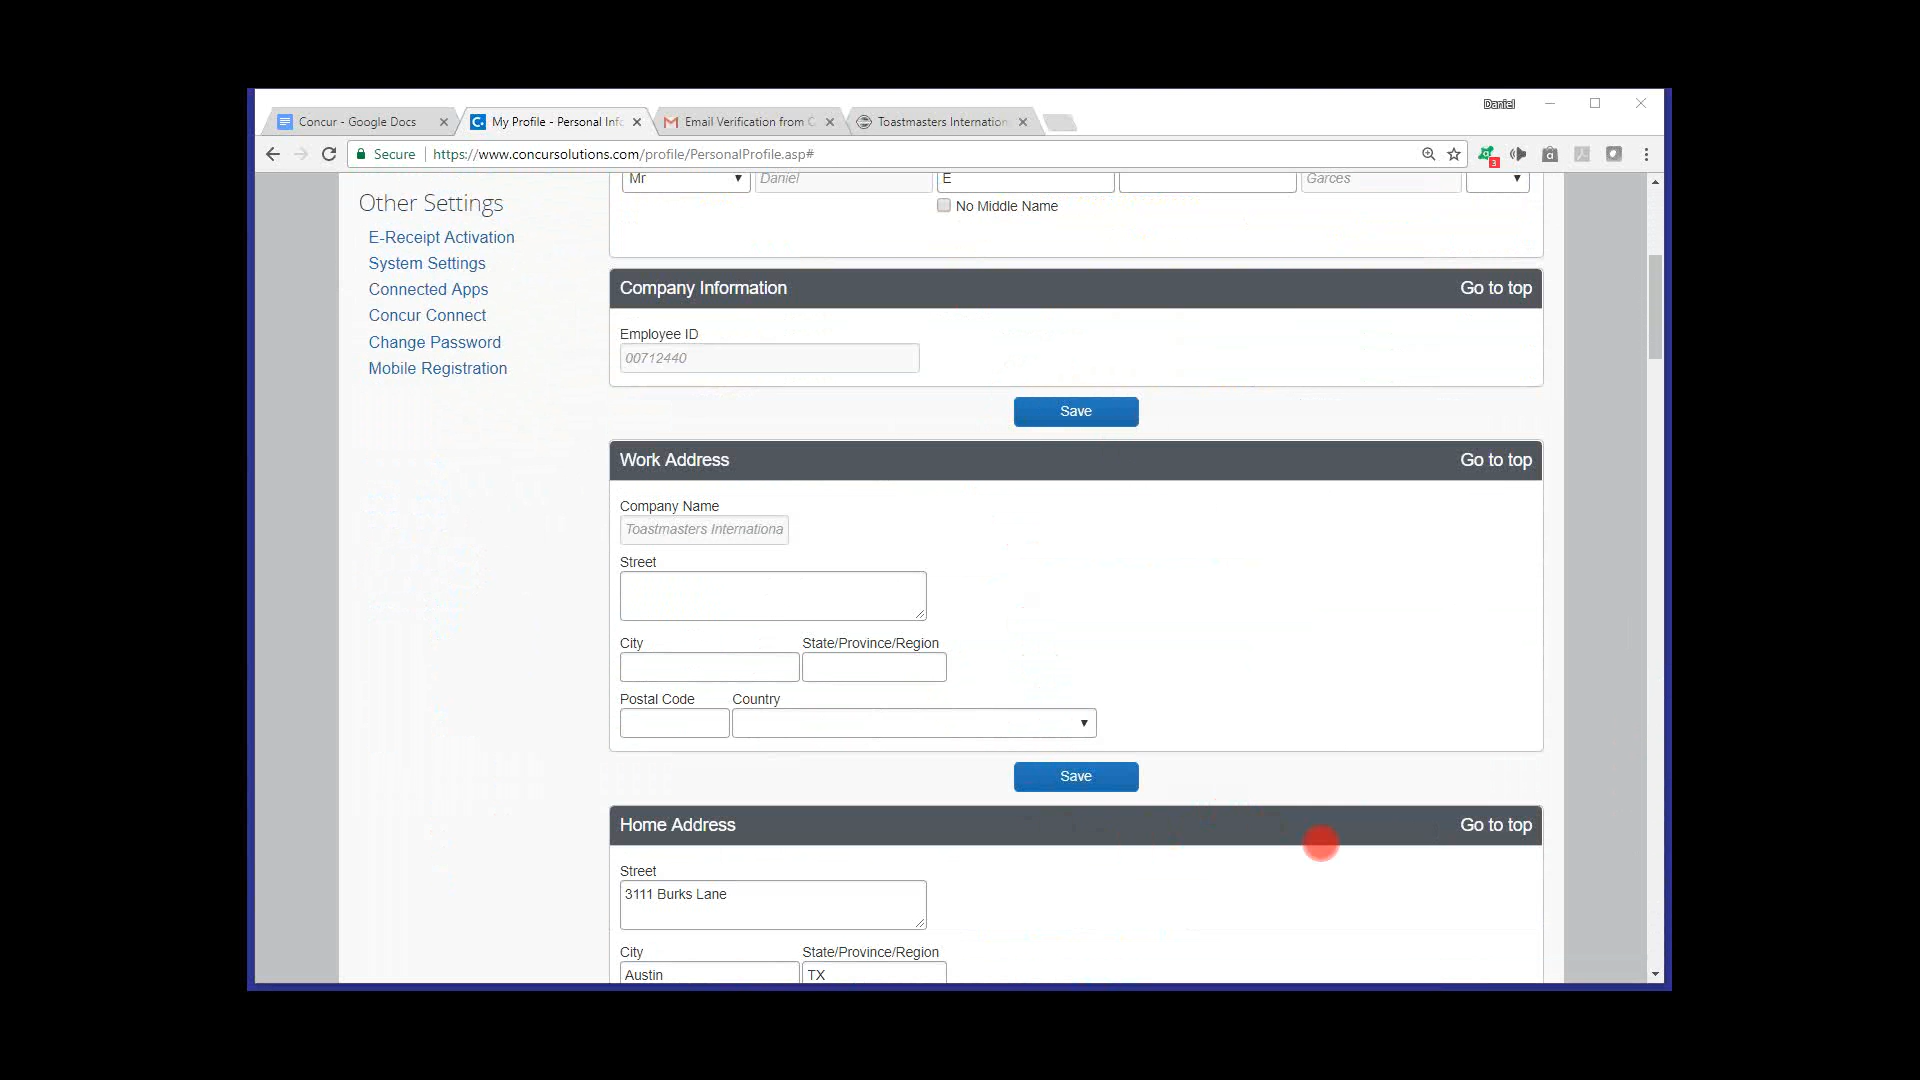 Daniel
Concur - Google Docs
My Profile - Personal Info
Email Verification from C
Toastmasters Internation
Secure https://www.concursolutions.com/profile/PersonalProfile.asp#
3
a
Mr Daniel E Garces
No Middle Name
Other Settings
E-Receipt Activation
System Settings
Connected Apps
Concur Connect
Change Password
Mobile Registration
Company Information Go to top
Employee ID
00712440
Save
Work Address Go to top
Company Name
Toastmasters Internationa
Street
City State/Province/Region
Postal Code Country
Save
Home Address Go to top
Street
3111 Burks Lane
City State/Province/Region
Austin TX